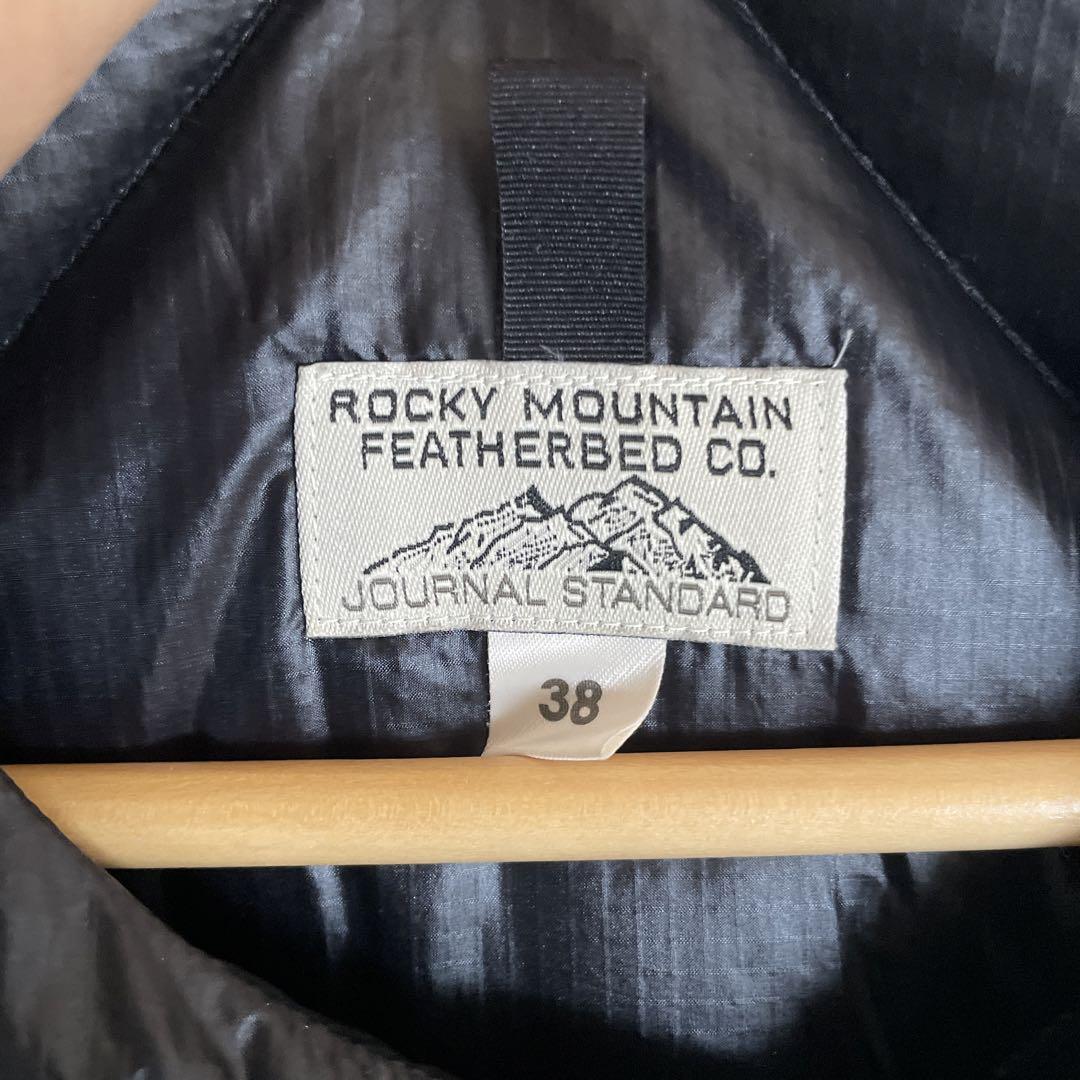 ROCKY MOUNTAIN
FEATHERBED CO.
JOURNAL STANDARD
38